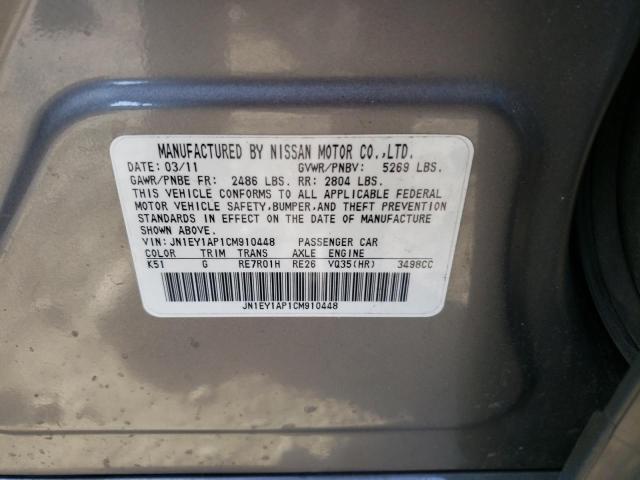 MANUFACTURED BY NISSAN MOTOR CO.,LTD.
DATE: 03/11 GVWR/PNBV: 5269 LBS.
GAWR/PNBE FR: 2486 LBS. RR: 2804 LBS.
THIS VEHICLE CONFORMS TO ALL APPLICABLE FEDERAL
MOTOR VEHICLE SAFETY,BUMPER,AND THEFT PREVENTION
STANDARDS IN EFFECT ON THE DATE OF MANUFACTURE
SHOWN ABOVE.
VIN: JN1EY1AP1CM910448 PASSENGER CAR
COLOR TRIM TRANS AXLE ENGINE
K51 G RE7R01H RE26 VQ35(HR) 3498CC
JN1EY1AP1CM910448